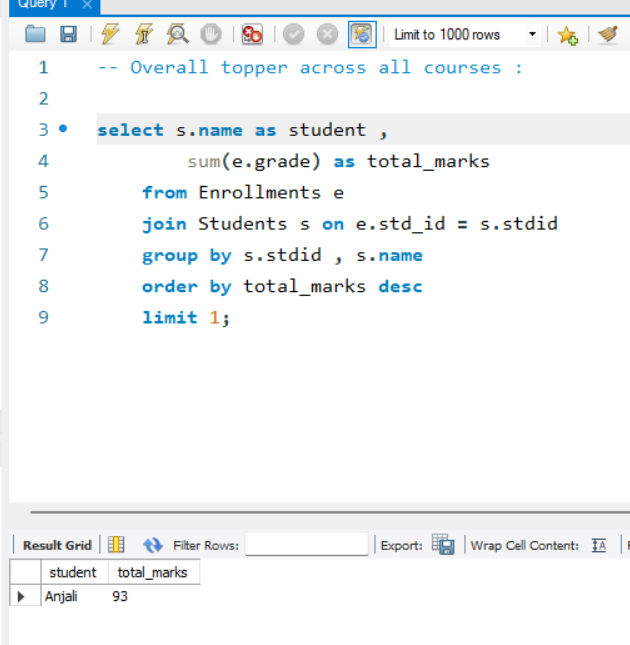 Query 1
Limit to 1000 rows
1 -- Overall topper across all courses :
2
3 select s.name as student ,
4 sum(e.grade) as total_marks
5 from Enrollments e
6 join Students s on e.std_id = s.stdid
7 group by s.stdid , s.name
8 order by total_marks desc
9 limit 1;
Result Grid Filter Rows: Export: Wrap Cell Content:
student total_marks
Anjali 93